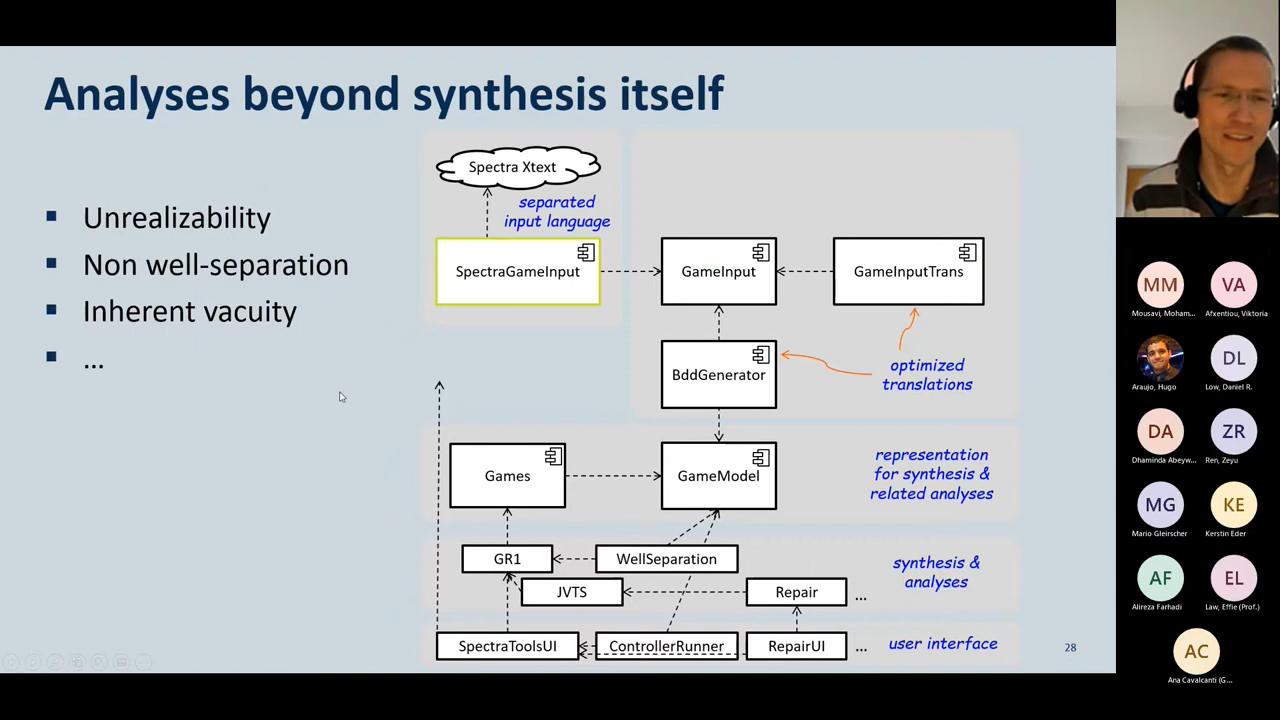 Analyses beyond synthesis itself
Unrealizability
Non well-separation
Inherent vacuity
...
Spectra Xtext
separated
input language
SpectraGameInput
GameInput
GameInputTrans
BddGenerator
optimized
translations
Games
GameModel
representation
for synthesis &
related analyses
GR1
WellSeparation
synthesis &
analyses
JVTS
Repair
...
SpectraToolsUI
ControllerRunner
RepairUI
...
user interface
28
MM
VA
Mousavi, Moham...
Afxentiou, Viktoria
DL
Araujo, Hugo
Low, Daniel R.
DA
ZR
Dhaminda Abeyw...
Ren, Zeyu
MG
KE
Mario Gleirscher
Kerstin Eder
AF
EL
Alireza Farhadi
Law, Effie (Prof.)
AC
Ana Cavalcanti (G...